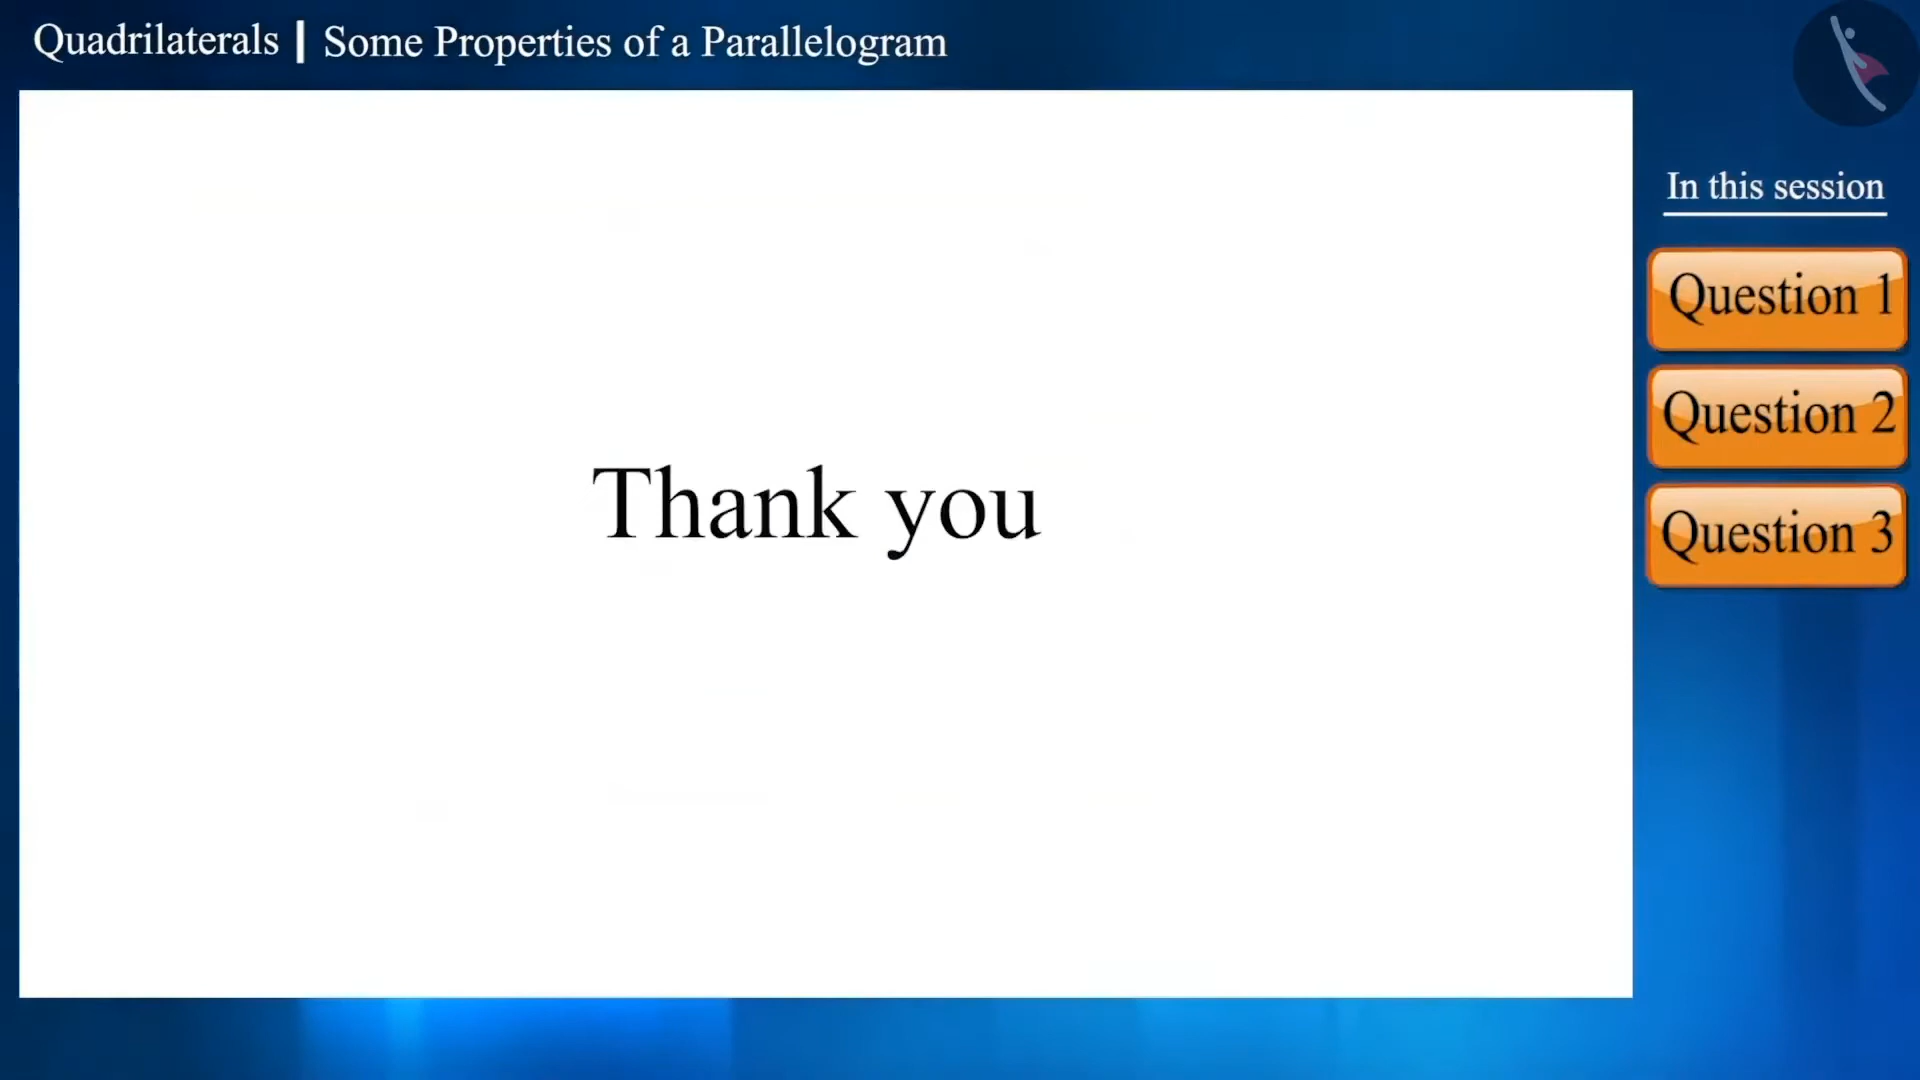 Quadrilaterals | Some Properties of a Parallelogram
In this session
Question 1
Question 2
Question 3
Thank you